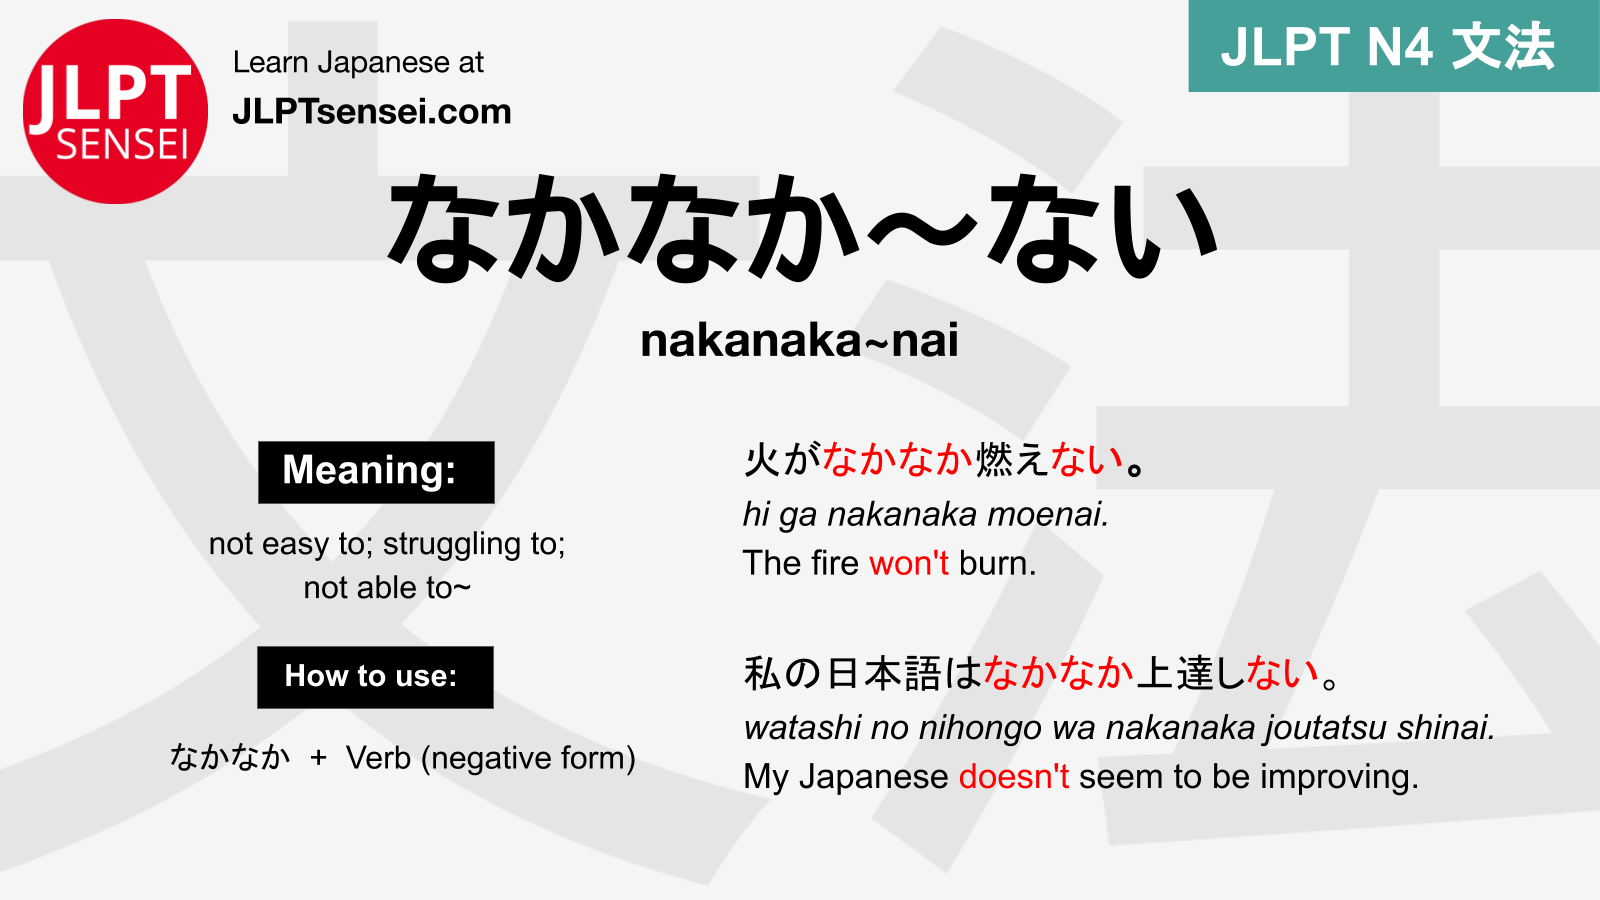 JLPT
SENSEI
Learn Japanese at
JLPTsensei.com
JLPT N4 文法
なかなか〜ない
nakanaka~nai
Meaning:
not easy to; struggling to;
not able to~
How to use:
なかなか + Verb (negative form)
火がなかなか燃えない。
hi ga nakanaka moenai.
The fire won't burn.
私の日本語はなかなか上達しない。
watashi no nihongo wa nakanaka joutatsu shinai.
My Japanese doesn't seem to be improving.
文法